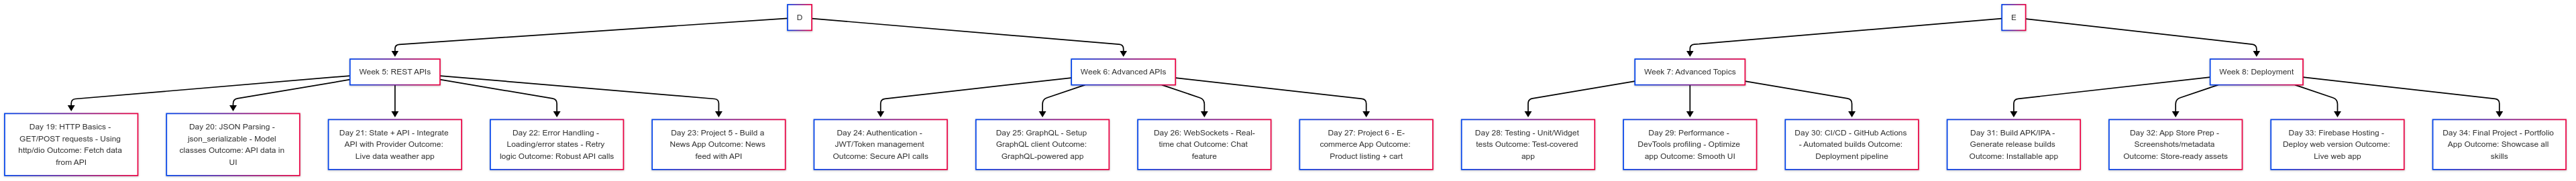 D
E
Week 5: REST APIs
Week 6: Advanced APIs
Week 7: Advanced Topics
Week 8: Deployment
Day 19: HTTP Basics -
GET/POST requests - Using
http/dio Outcome: Fetch data
from API
Day 20: JSON Parsing -
json_serializable - Model
classes Outcome: API data in
UI
Day 21: State + API - Integrate
API with Provider Outcome:
Live data weather app
Day 22: Error Handling -
Loading/error states - Retry
logic Outcome: Robust API calls
Day 23: Project 5 - Build a
News App Outcome: News
feed with API
Day 24: Authentication -
JWT/Token management
Outcome: Secure API calls
Day 25: GraphQL - Setup
GraphQL client Outcome:
GraphQL-powered app
Day 26: WebSockets - Real-
time chat Outcome: Chat
feature
Day 27: Project 6 - E-
commerce App Outcome:
Product listing + cart
Day 28: Testing - Unit/Widget
tests Outcome: Test-covered
app
Day 29: Performance -
DevTools profiling - Optimize
app Outcome: Smooth UI
Day 30: CI/CD - GitHub Actions
- Automated builds Outcome:
Deployment pipeline
Day 31: Build APK/IPA -
Generate release builds
Outcome: Installable app
Day 32: App Store Prep -
Screenshots/metadata
Outcome: Store-ready assets
Day 33: Firebase Hosting -
Deploy web version Outcome:
Live web app
Day 34: Final Project - Portfolio
App Outcome: Showcase all
skills